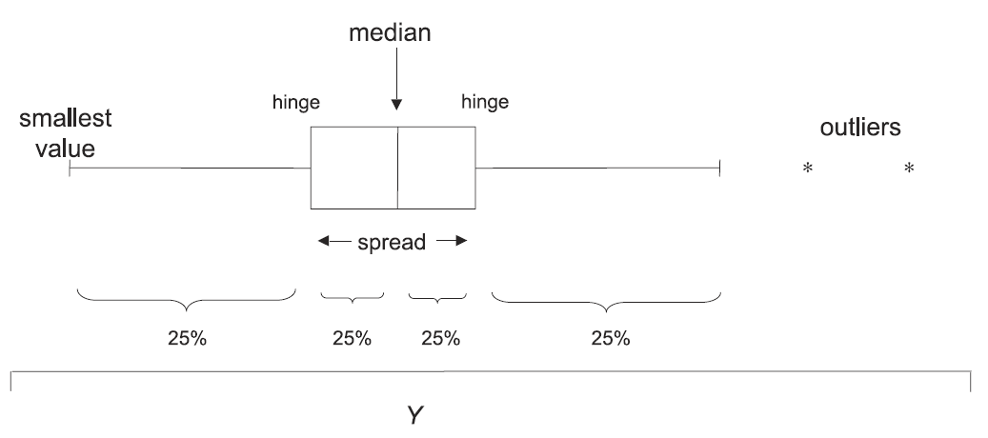 median
hinge
hinge
smallest
value
outliers
* *
spread
25%
25%
25%
25%
Y